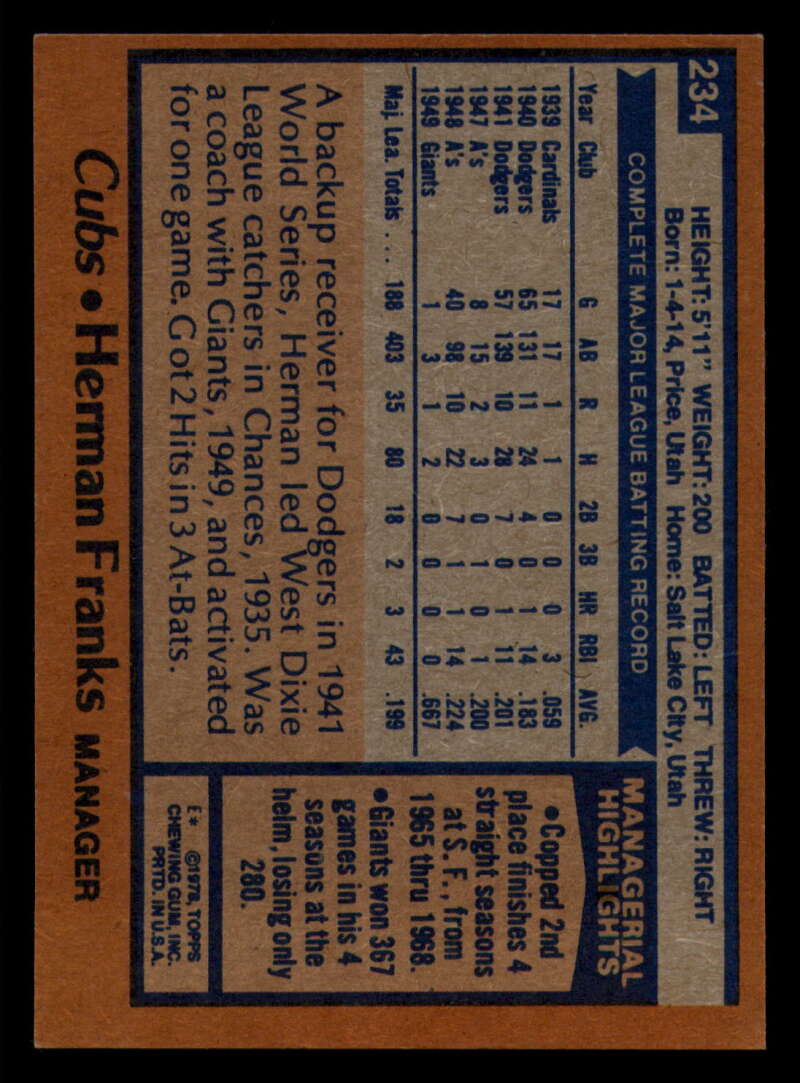 234
HEIGHT: 5'11" WEIGHT: 200 BATTED: LEFT THREW: RIGHT
Born: 1-4-14, Price, Utah Home: Salt Lake City, Utah
COMPLETE MAJOR LEAGUE BATTING RECORD
Year Club G AB R H 2B 3B HR RBI AVG.
1939 Cardinals 17 17 1 1 0 0 0 3 .059
1940 Dodgers 65 131 11 24 4 0 1 14 .183
1941 Dodgers 57 139 10 28 7 0 1 11 .201
1947 A's 8 15 2 3 0 1 0 1 .200
1948 A's 40 98 10 22 7 1 1 14 .224
1949 Giants 1 3 1 2 0 0 0 0 .667
Maj. Lea. Totals .... 188 403 35 80 18 2 3 43 .199
A backup receiver for Dodgers in 1941
World Series, Herman led West Dixie
League catchers in Chances, 1935. Was
a coach with Giants, 1949, and activated
for one game. Got 2 Hits in 3 At-Bats.
MANAGERIAL
HIGHLIGHTS
•Copped 2nd
place finishes 4
straight seasons
at S. F., from
1965 thru 1968.
•Giants won 367
games in his 4
seasons at the
helm, losing only
280.
E* ©1978, TOPPS
CHEWING GUM, INC.
PRTD. IN U.S.A.
Cubs • Herman Franks MANAGER